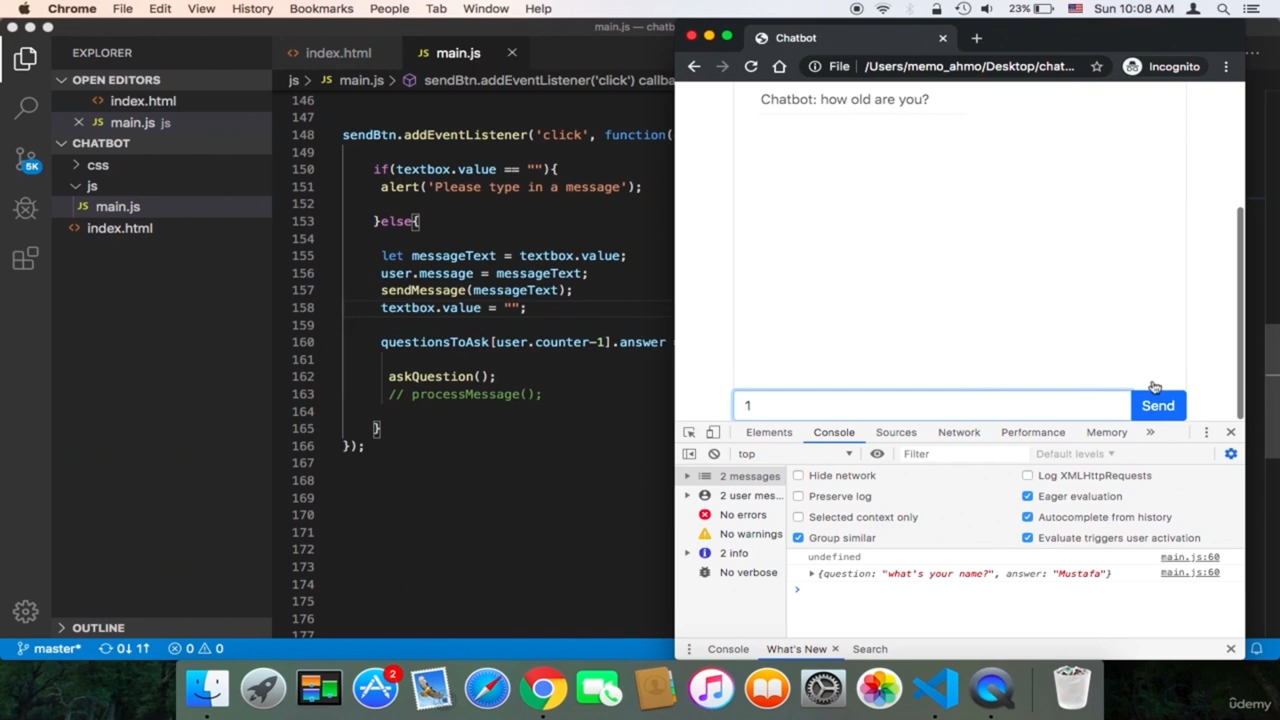 Chrome File Edit View History Bookmarks People Tab Window Help 23% Sun 10:08 AM
main.js — chatb
EXPLORER
OPEN EDITORS
index.html
main.js js
CHATBOT
css
js
main.js
index.html
OUTLINE
5K
index.html main.js
js > main.js > sendBtn.addEventListener('click') callba
146
147
148 sendBtn.addEventListener('click', function(
149
150 if(textbox.value == ""){
151 alert('Please type in a message');
152
153 }else{
154
155 let messageText = textbox.value;
156 user.message = messageText;
157 sendMessage(messageText);
158 textbox.value = "";
159
160 questionsToAsk[user.counter-1].answer =
161
162 askQuestion();
163 // processMessage();
164
165 }
166 });
167
168
169
170
171
172
173
174
175
176
177
master* 0↓ 1↑ 0 0
Chatbot
File /Users/memo_ahmo/Desktop/chat... Incognito
Chatbot: how old are you?
1 Send
Elements Console Sources Network Performance Memory »
top Filter Default levels
2 messages
2 user mes...
No errors
No warnings
2 info
No verbose
Hide network Log XMLHttpRequests
Preserve log Eager evaluation
Selected context only Autocomplete from history
Group similar Evaluate triggers user activation
undefined main.js:60
{question: "what's your name?", answer: "Mustafa"} main.js:60
Console What's New Search
2
ûdemy